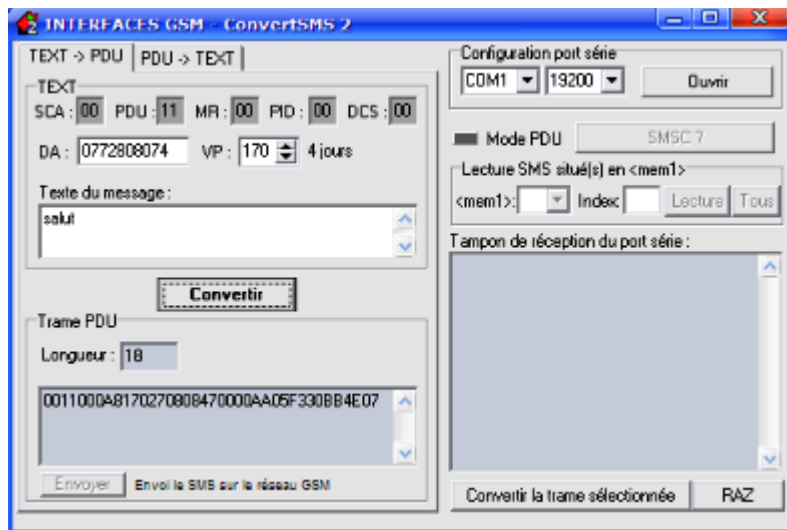 INTERFACES GSM - ConvertSMS 2
TEXT -> PDU PDU -> TEXT
TEXT
SCA : 00 PDU : 11 MR : 00 PID : 00 DCS : 00
DA : 0772808074 VP : 170 4 jours
Texte du message :
salut
Convertir
Trame PDU
Longueur : 18
0011000A8170270808470000AA05F330BB4E07
Envoyer Envoi le SMS sur le réseau GSM
Configuration port série
COM1 19200 Ouvrir
Mode PDU SMSC ?
Lecture SMS situé(s) en <mem1>
<mem1>: Index: Lecture Tous
Tampon de réception du port série :
Convertir la trame sélectionnée RAZ